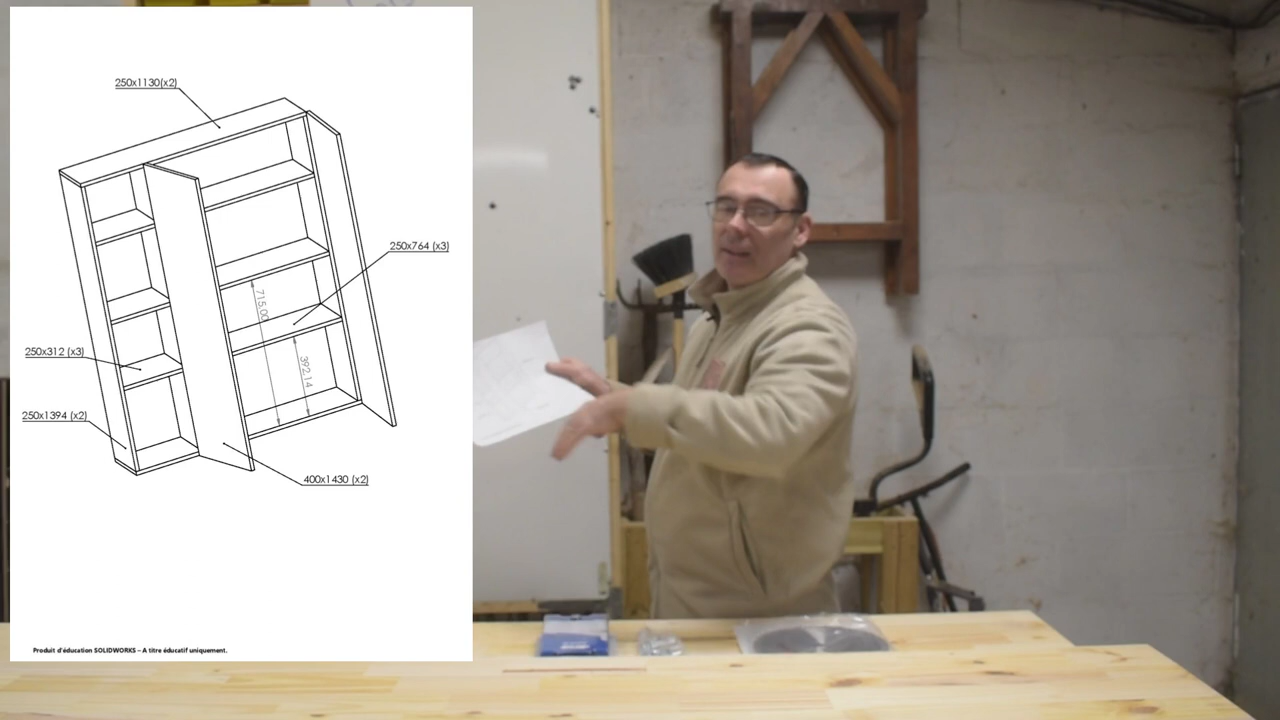 250x1130(x2)
250x764 (x3)
715.00
392.14
250x312 (x3)
250x1394 (x2)
400x1430 (x2)
Produit d'éducation SOLIDWORKS – A titre éducatif uniquement.